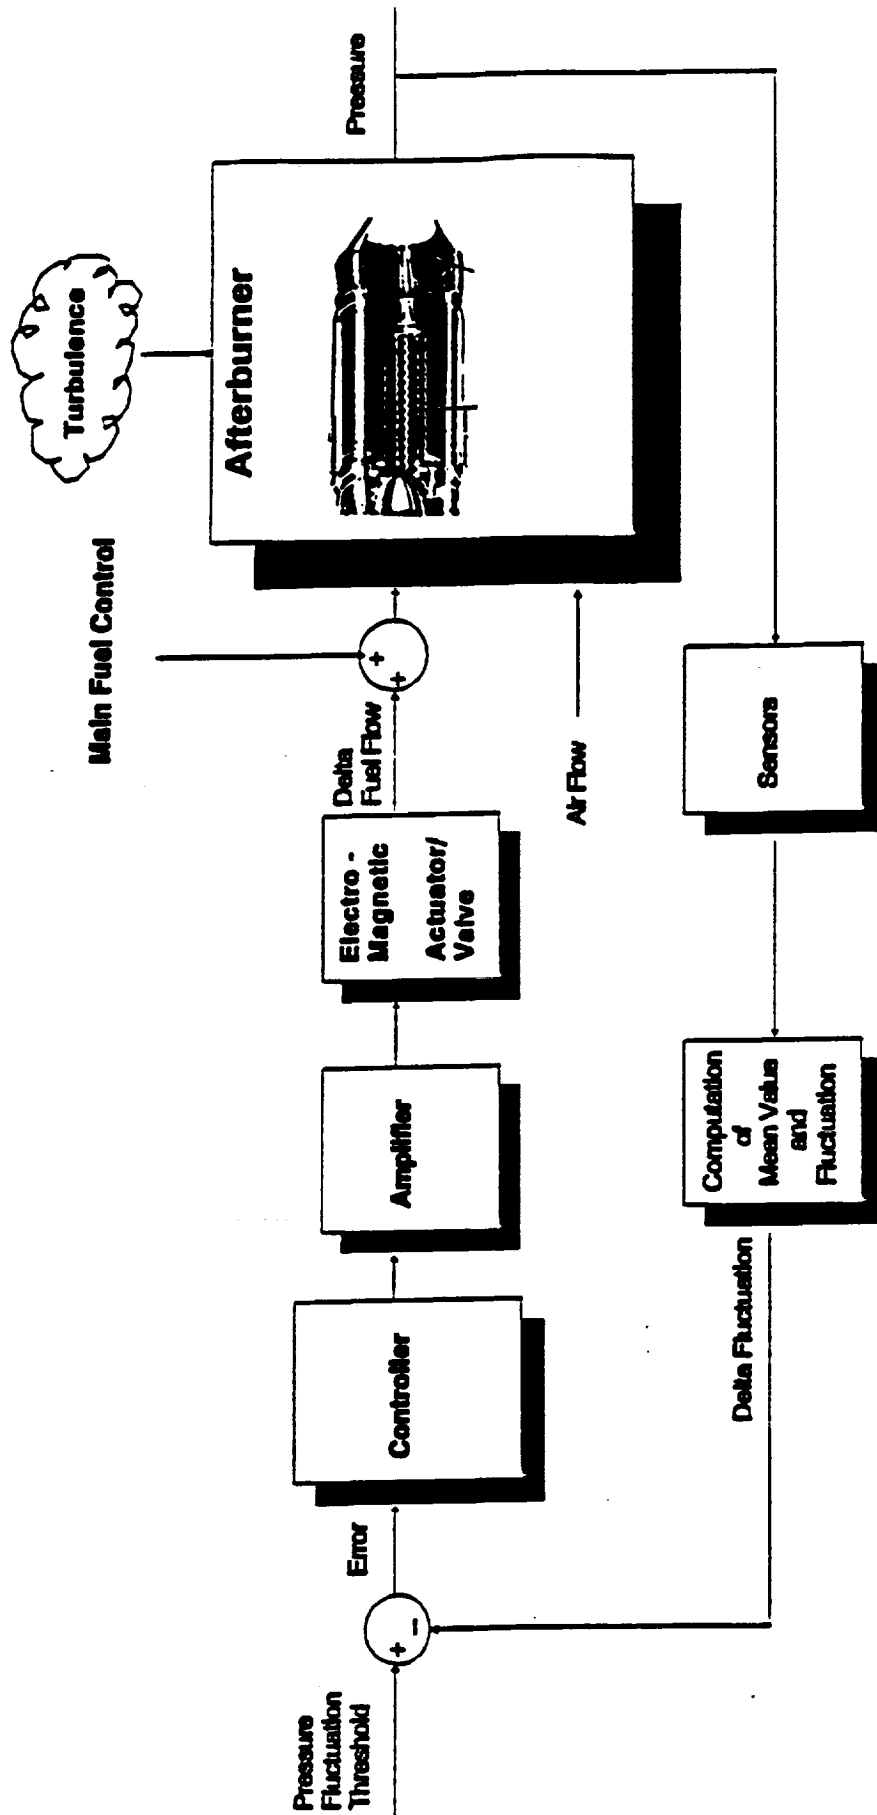 Pressure
Fluctuation
Threshold
+
−
Error
Controller
Amplifier
Electro -
Magnetic
Actuator/
Valve
Delta
Fuel Flow
+
+
Main Fuel Control
Turbulence
Afterburner
Pressure
Air Flow
Sensors
Computation
of
Mean Value
and
Fluctuation
Delta Fluctuation